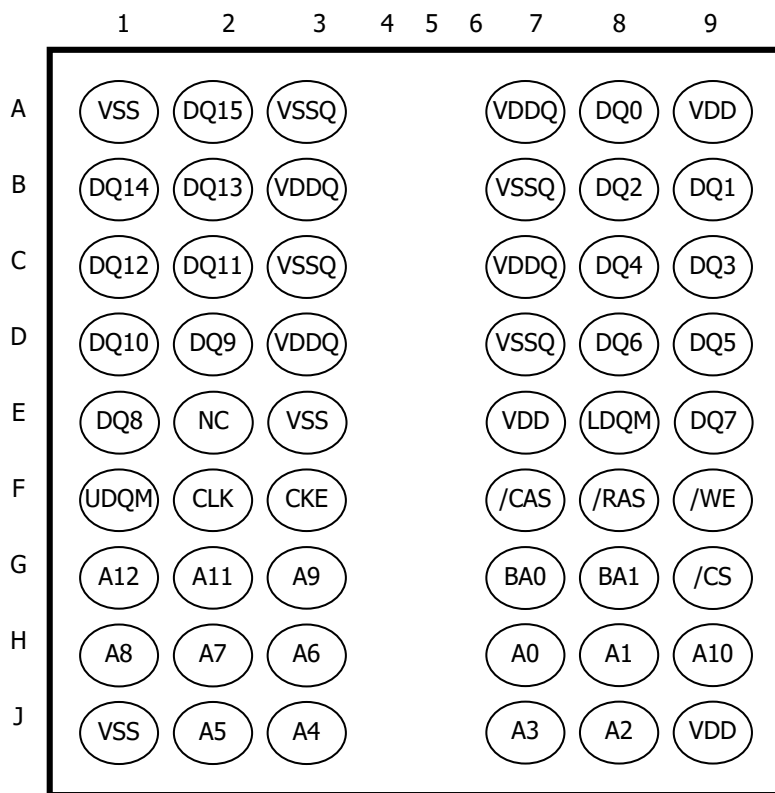 1 2 3 4 5 6 7 8 9
A VSS DQ15 VSSQ VDDQ DQ0 VDD
B DQ14 DQ13 VDDQ VSSQ DQ2 DQ1
C DQ12 DQ11 VSSQ VDDQ DQ4 DQ3
D DQ10 DQ9 VDDQ VSSQ DQ6 DQ5
E DQ8 NC VSS VDD LDQM DQ7
F UDQM CLK CKE /CAS /RAS /WE
G A12 A11 A9 BA0 BA1 /CS
H A8 A7 A6 A0 A1 A10
J VSS A5 A4 A3 A2 VDD